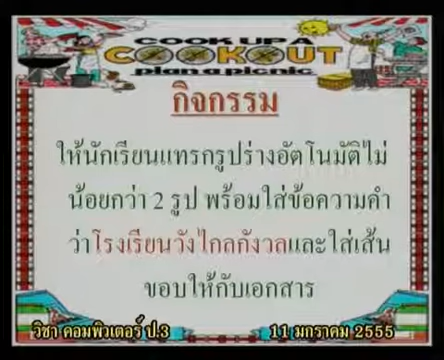 COOK UP A
COOKOUT
plan a picnic
กิจกรรม
ให้นักเรียนแทรกรูปร่างอัตโนมัติไม่
น้อยกว่า 2 รูป พร้อมใส่ข้อความคำ
ว่าโรงเรียนวังไกลกังวลและใส่เส้น
ขอบให้กับเอกสาร
วิชา คอมพิวเตอร์ ป.3
11 มกราคม 2555